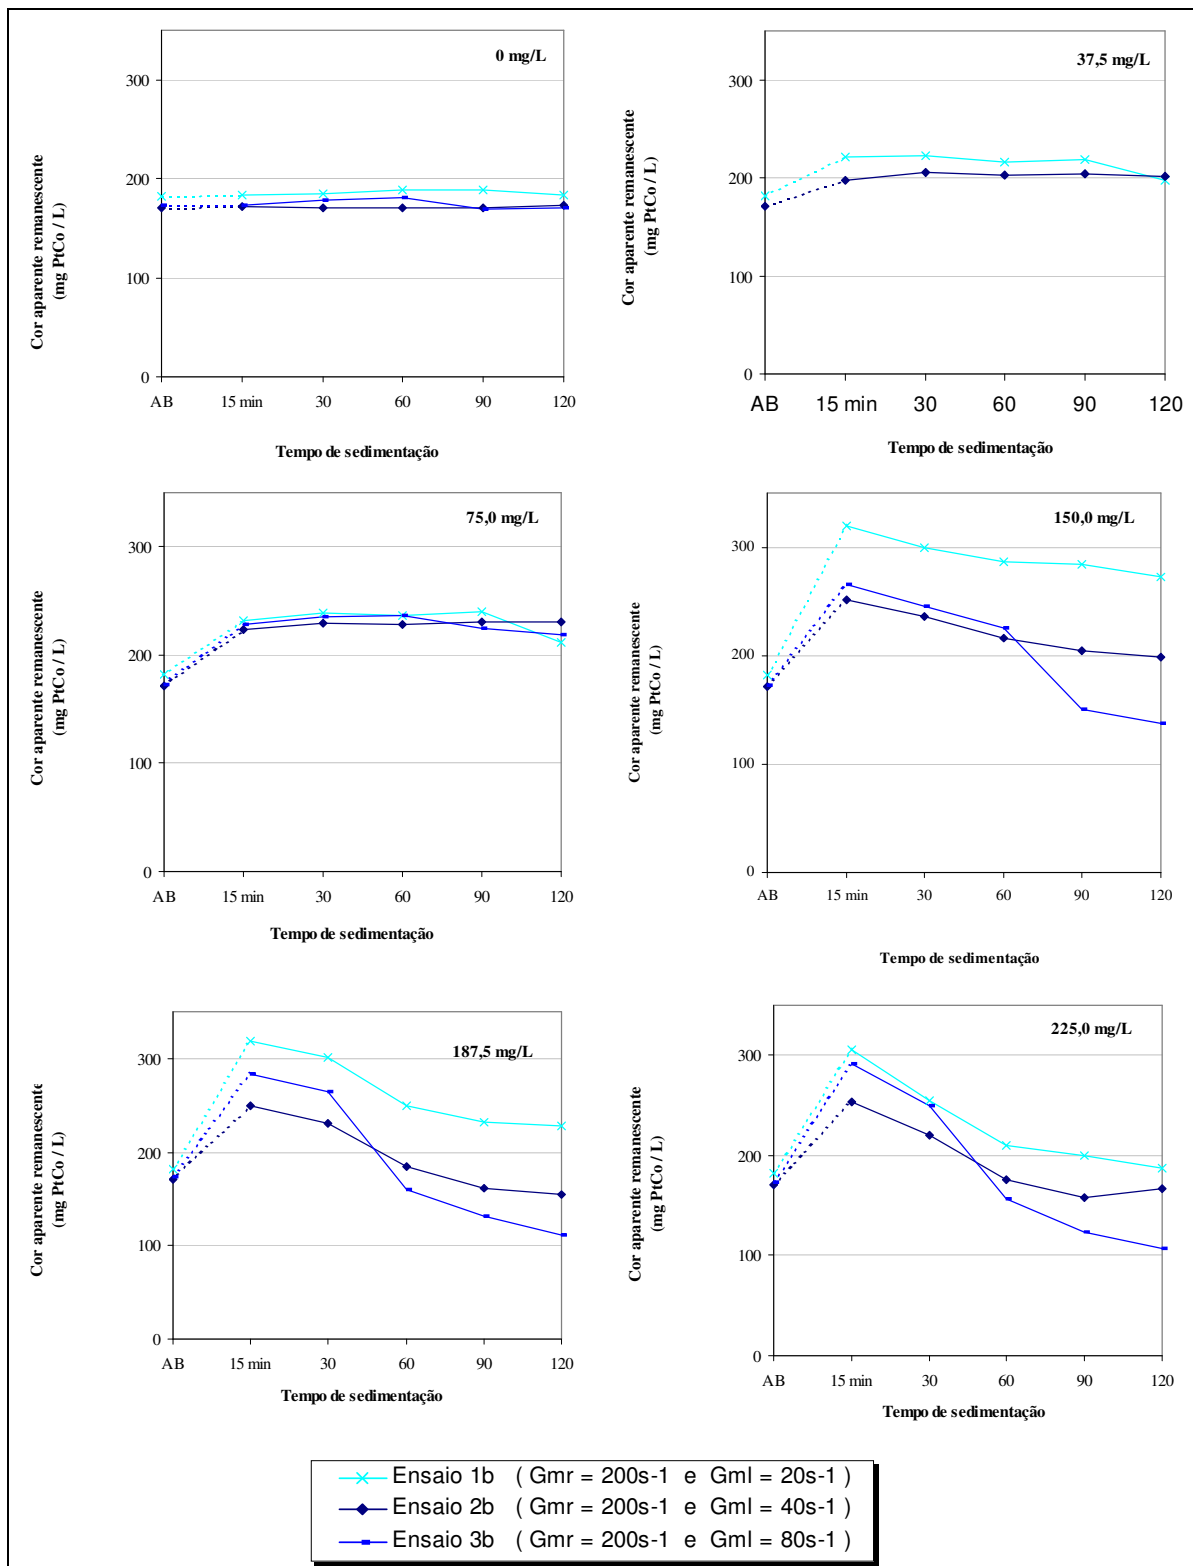 0 mg/L
Cor aparente remanescente
(mg PtCo / L)
300
200
100
0
AB 15 min 30 60 90 120
Tempo de sedimentação
37,5 mg/L
Cor aparente remanescente
(mg PtCo / L)
300
200
100
0
AB 15 min 30 60 90 120
Tempo de sedimentação
75,0 mg/L
Cor aparente remanescente
(mg PtCo / L)
300
200
100
0
AB 15 min 30 60 90 120
Tempo de sedimentação
150,0 mg/L
Cor aparente remanescente
(mg PtCo / L)
300
200
100
0
AB 15 min 30 60 90 120
Tempo de sedimentação
187,5 mg/L
Cor aparente remanescente
(mg PtCo / L)
300
200
100
0
AB 15 min 30 60 90 120
Tempo de sedimentação
225,0 mg/L
Cor aparente remanescente
(mg PtCo / L)
300
200
100
0
AB 15 min 30 60 90 120
Tempo de sedimentação
Ensaio 1b ( Gmr = 200s-1 e Gml = 20s-1 )
Ensaio 2b ( Gmr = 200s-1 e Gml = 40s-1 )
Ensaio 3b ( Gmr = 200s-1 e Gml = 80s-1 )